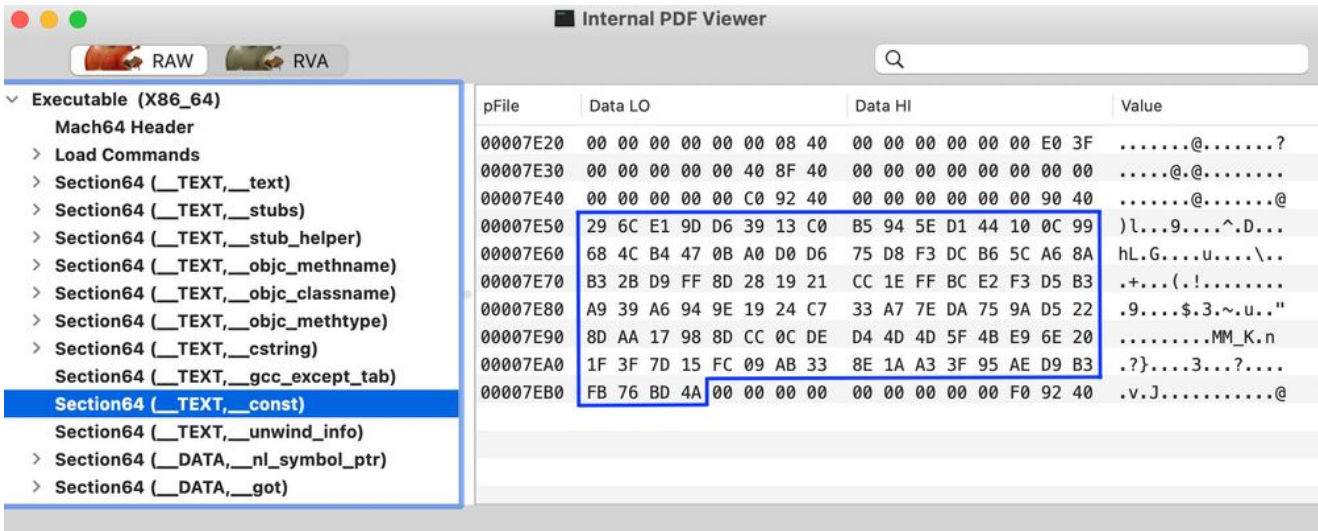 Internal PDF Viewer
RAW
RVA
Executable (X86_64)
Mach64 Header
Load Commands
Section64 (__TEXT,__text)
Section64 (__TEXT,__stubs)
Section64 (__TEXT,__stub_helper)
Section64 (__TEXT,__objc_methname)
Section64 (__TEXT,__objc_classname)
Section64 (__TEXT,__objc_methtype)
Section64 (__TEXT,__cstring)
Section64 (__TEXT,__gcc_except_tab)
Section64 (__TEXT,__const)
Section64 (__TEXT,__unwind_info)
Section64 (__DATA,__nl_symbol_ptr)
Section64 (__DATA,__got)
pFile Data LO Data HI Value
00007E20 00 00 00 00 00 00 08 40 00 00 00 00 00 00 E0 3F .......@.......?
00007E30 00 00 00 00 00 40 8F 40 00 00 00 00 00 00 00 00 .....@.@........
00007E40 00 00 00 00 00 C0 92 40 00 00 00 00 00 00 90 40 .......@.......@
00007E50 29 6C E1 9D D6 39 13 C0 B5 94 5E D1 44 10 0C 99 )l...9....^.D...
00007E60 68 4C B4 47 0B A0 D0 D6 75 D8 F3 DC B6 5C A6 8A hL.G....u....\..
00007E70 B3 2B D9 FF 8D 28 19 21 CC 1E FF BC E2 F3 D5 B3 .+...(.!........
00007E80 A9 39 A6 94 9E 19 24 C7 33 A7 7E DA 75 9A D5 22 .9....$.3.~.u.."
00007E90 8D AA 17 98 8D CC 0C DE D4 4D 4D 5F 4B E9 6E 20 .........MM_K.n
00007EA0 1F 3F 7D 15 FC 09 AB 33 8E 1A A3 3F 95 AE D9 B3 .?}....3...?....
00007EB0 FB 76 BD 4A 00 00 00 00 00 00 00 00 00 F0 92 40 .v.J...........@